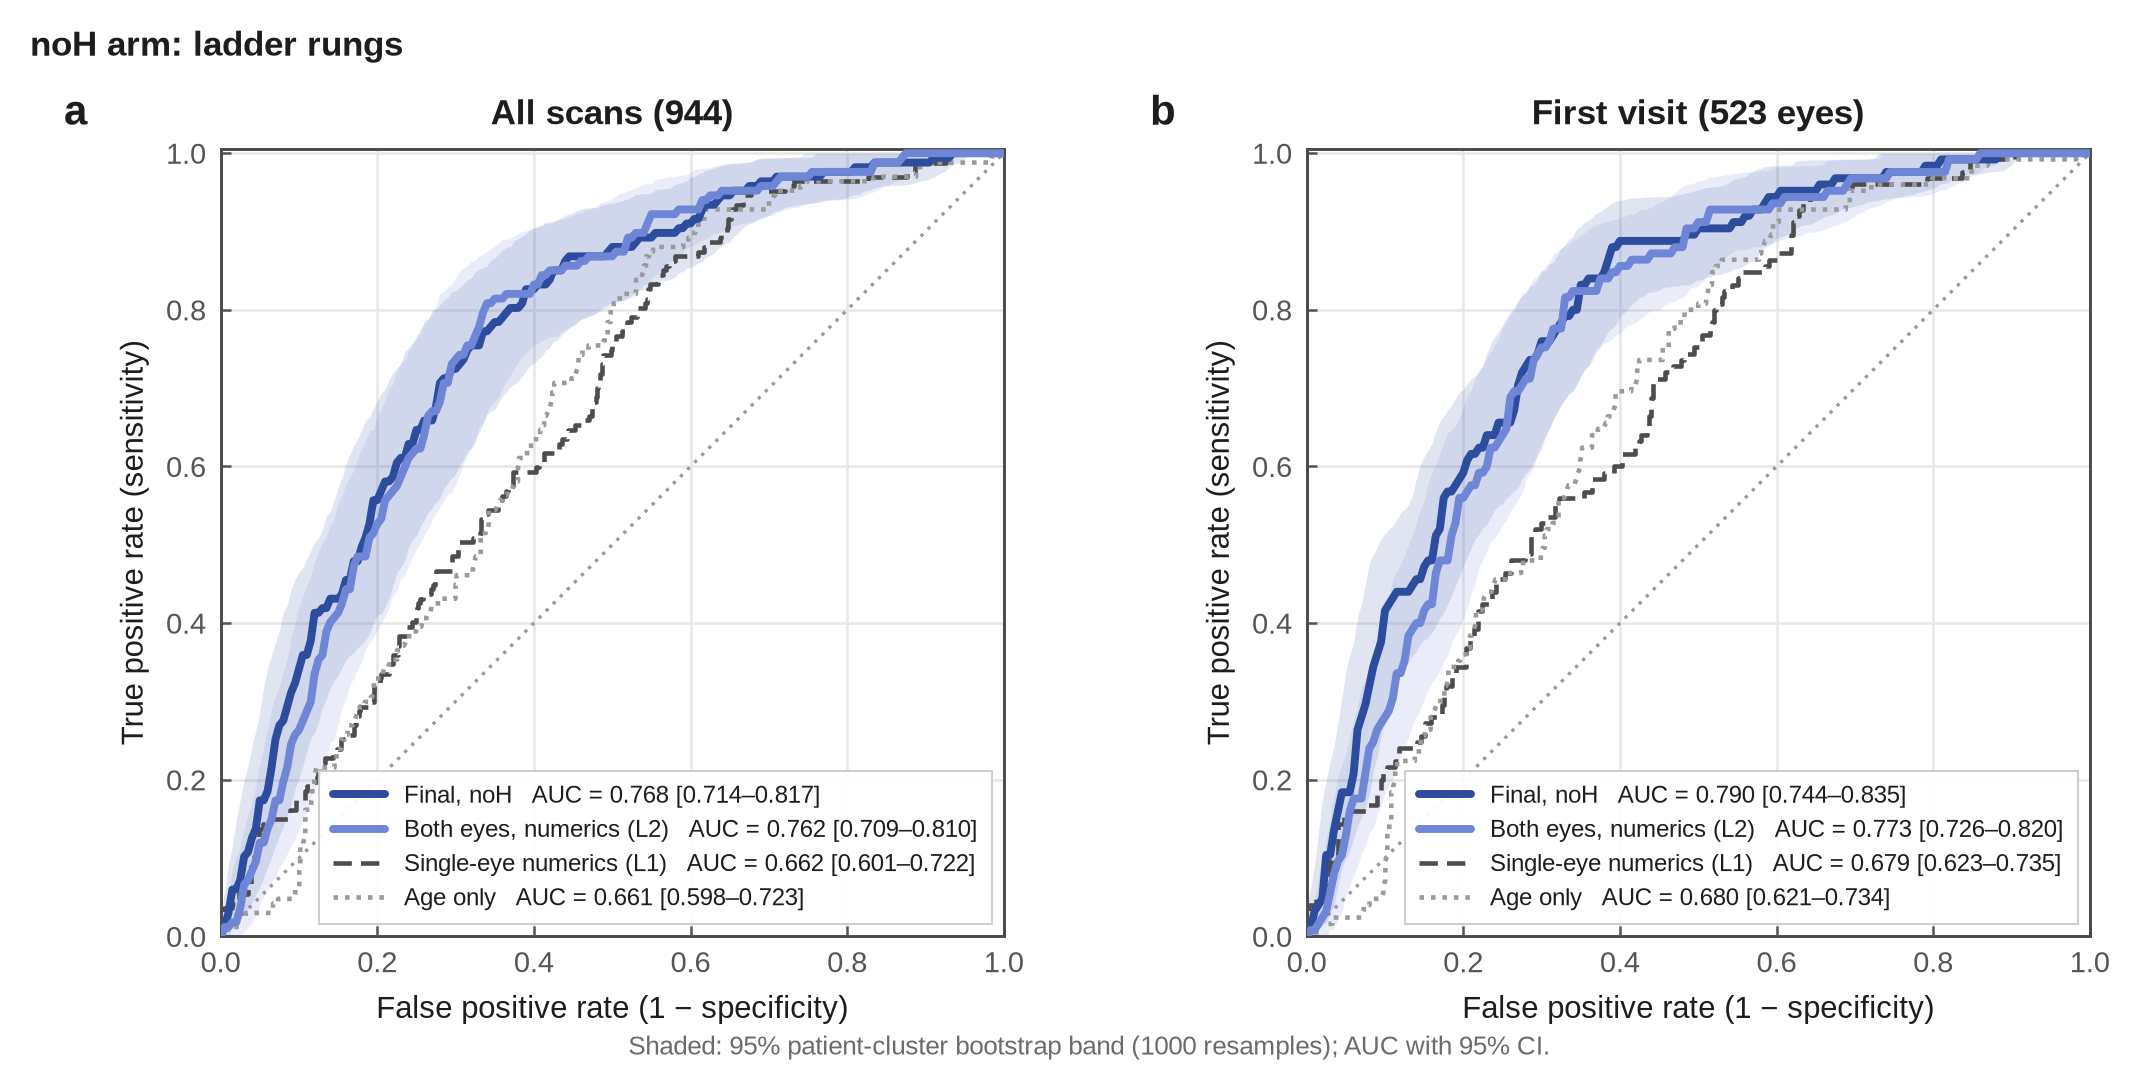 noH arm: ladder rungs
a
All scans (944)
True positive rate (sensitivity)
1.0
0.8
0.6
0.4
0.2
0.0
Final, noH AUC = 0.768 [0.714–0.817]
Both eyes, numerics (L2) AUC = 0.762 [0.709–0.810]
Single-eye numerics (L1) AUC = 0.662 [0.601–0.722]
Age only AUC = 0.661 [0.598–0.723]
0.0 0.2 0.4 0.6 0.8 1.0
False positive rate (1 − specificity)
b
First visit (523 eyes)
True positive rate (sensitivity)
1.0
0.8
0.6
0.4
0.2
0.0
Final, noH AUC = 0.790 [0.744–0.835]
Both eyes, numerics (L2) AUC = 0.773 [0.726–0.820]
Single-eye numerics (L1) AUC = 0.679 [0.623–0.735]
Age only AUC = 0.680 [0.621–0.734]
0.0 0.2 0.4 0.6 0.8 1.0
False positive rate (1 − specificity)
Shaded: 95% patient-cluster bootstrap band (1000 resamples); AUC with 95% CI.